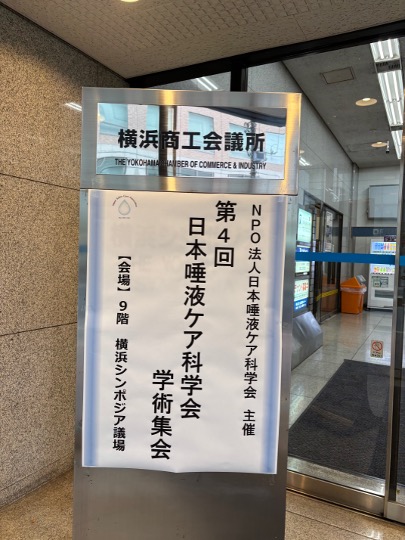 横浜商工会議所
THE YOKOHAMA CHAMBER OF COMMERCE & INDUSTRY
NPO法人日本唾液ケア科学会 主催
第4回
日本唾液ケア科学会
学術集会
【会場】9階 横浜シンポジア議場